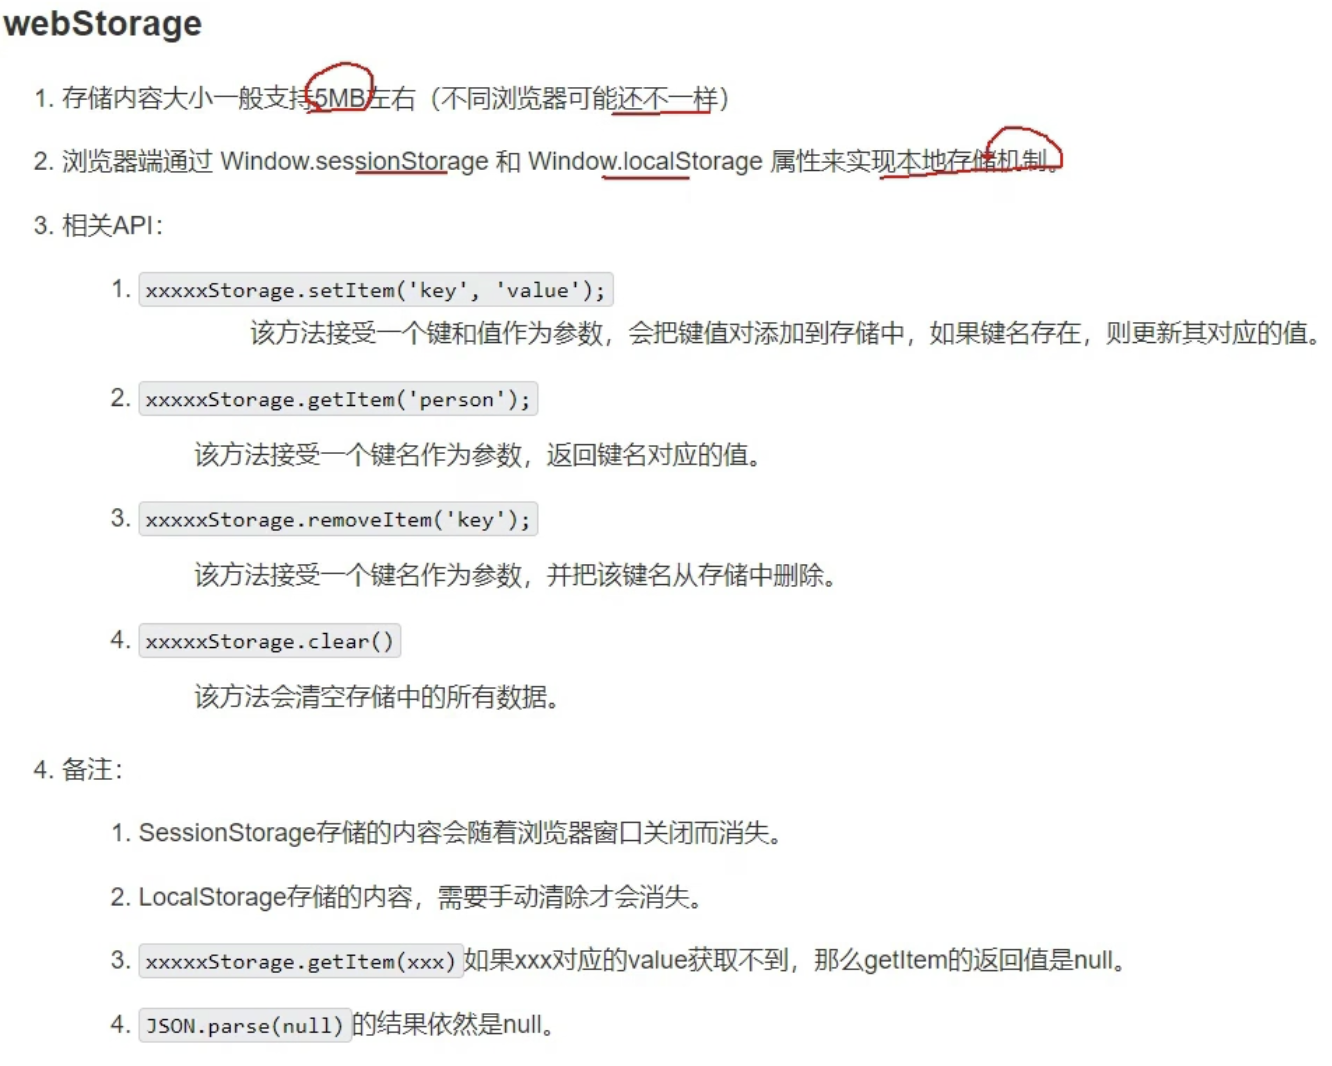 webStorage
1. 存储内容大小一般支持5MB左右（不同浏览器可能还不一样）
2. 浏览器端通过 Window.sessionStorage 和 Window.localStorage 属性来实现本地存储机制。
3. 相关API：
1. xxxxxStorage.setItem('key', 'value');
该方法接受一个键和值作为参数，会把键值对添加到存储中，如果键名存在，则更新其对应的值。
2. xxxxxStorage.getItem('person');
该方法接受一个键名作为参数，返回键名对应的值。
3. xxxxxStorage.removeItem('key');
该方法接受一个键名作为参数，并把该键名从存储中删除。
4. xxxxxStorage.clear()
该方法会清空存储中的所有数据。
4. 备注：
1. SessionStorage存储的内容会随着浏览器窗口关闭而消失。
2. LocalStorage存储的内容，需要手动清除才会消失。
3. xxxxxStorage.getItem(xxx)如果xxx对应的value获取不到，那么getItem的返回值是null。
4. JSON.parse(null)的结果依然是null。